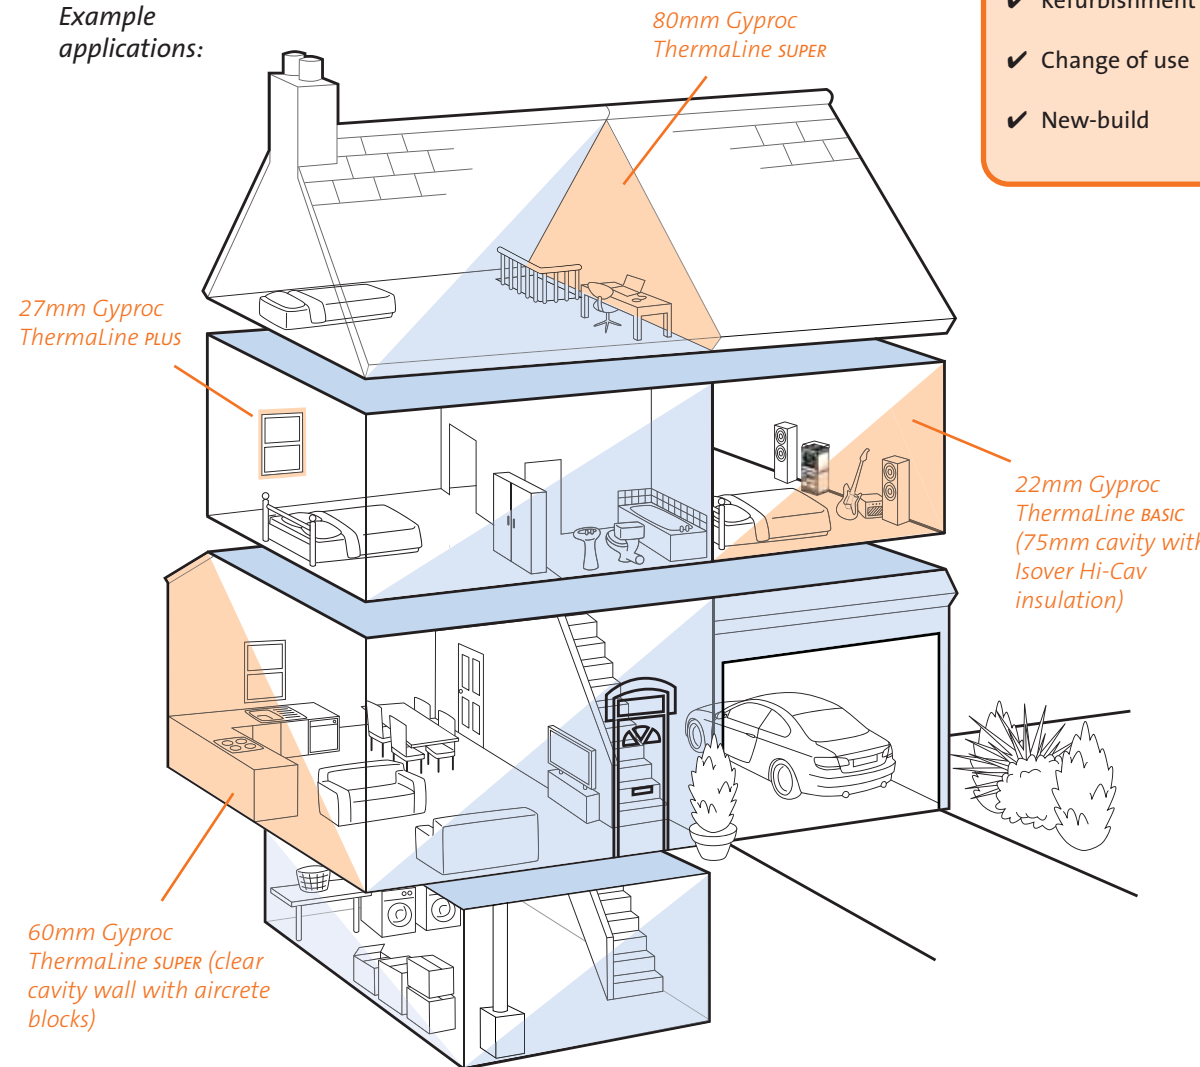 Example
applications:
80mm Gyproc
ThermaLine SUPER
Refurbishment
✔ Change of use
✔ New-build
27mm Gyproc
ThermaLine PLUS
22mm Gyproc
ThermaLine BASIC
(75mm cavity with
Isover Hi-Cav
insulation)
60mm Gyproc
ThermaLine SUPER (clear
cavity wall with aircrete
blocks)